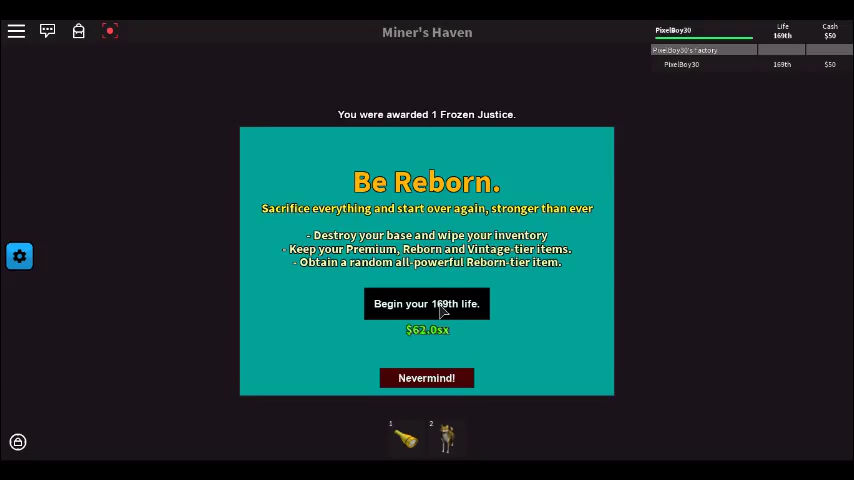 Miner's Haven
Life
Cash
PixelBoy30
169th
$50
PixelBoy30's Factory
PixelBoy30
169th
$50
You were awarded 1 Frozen Justice.
Be Reborn.
Sacrifice everything and start over again, stronger than ever
- Destroy your base and wipe your inventory
- Keep your Premium, Reborn and Vintage-tier items.
- Obtain a random all-powerful Reborn-tier item.
Begin your 169th life.
$62.0sx
Nevermind!
1
2